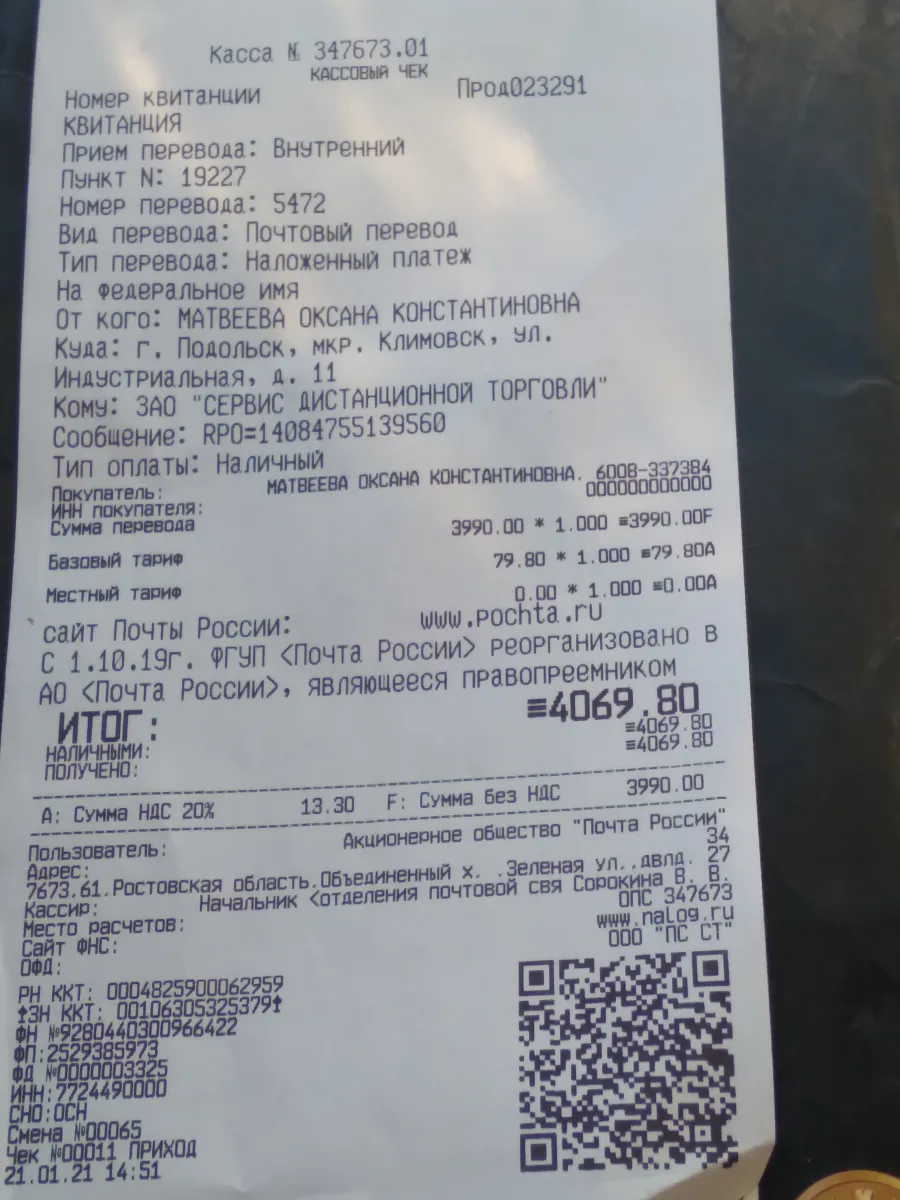 Касса № 347673.01
КАССОВЫЙ ЧЕК
Номер квитанции Прод023291
КВИТАНЦИЯ
Прием перевода: Внутренний
Пункт N: 19227
Номер перевода: 5472
Вид перевода: Почтовый перевод
Тип перевода: Наложенный платеж
На федеральное имя
От кого: МАТВЕЕВА ОКСАНА КОНСТАНТИНОВНА
Куда: г. Подольск, мкр. Климовск, ул.
Индустриальная, д. 11
Кому: ЗАО "СЕРВИС ДИСТАНЦИОННОЙ ТОРГОВЛИ"
Сообщение: RPO=14084755139560
Тип оплаты: Наличный
Покупатель: МАТВЕЕВА ОКСАНА КОНСТАНТИНОВНА. 6008-337384
ИНН покупателя: 000000000000
Сумма перевода 3990.00 * 1.000 ≡3990.00F
Базовый тариф 79.80 * 1.000 ≡79.80А
Местный тариф 0.00 * 1.000 ≡0.00А
сайт Почты России: www.pochta.ru
С 1.10.19г. ФГУП <Почта России> реорганизовано в
АО <Почта России>, являющееся правопреемником
ИТОГ: ≡4069.80
НАЛИЧНЫМИ: ≡4069.80
ПОЛУЧЕНО: ≡4069.80
А: Сумма НДС 20% 13.30 F: Сумма без НДС 3990.00
Пользователь: Акционерное общество "Почта России"
Адрес: 34
7673.61.Ростовская область.Объединенный х. .Зеленая ул..двлд. 27
Кассир: Начальник <отделения почтовой свя Сорокина В. В.
Место расчетов: ОПС 347673
Сайт ФНС: www.nalog.ru
ОФД: ООО "ПС СТ"
РН ККТ: 0004825900062959
↑ЗН ККТ: 00106305325379↑
ФН №9280440300966422
ФП:2529385973
ФД №0000003325
ИНН:7724490000
СНО:ОСН
Смена №00065
Чек №00011 ПРИХОД
21.01.21 14:51